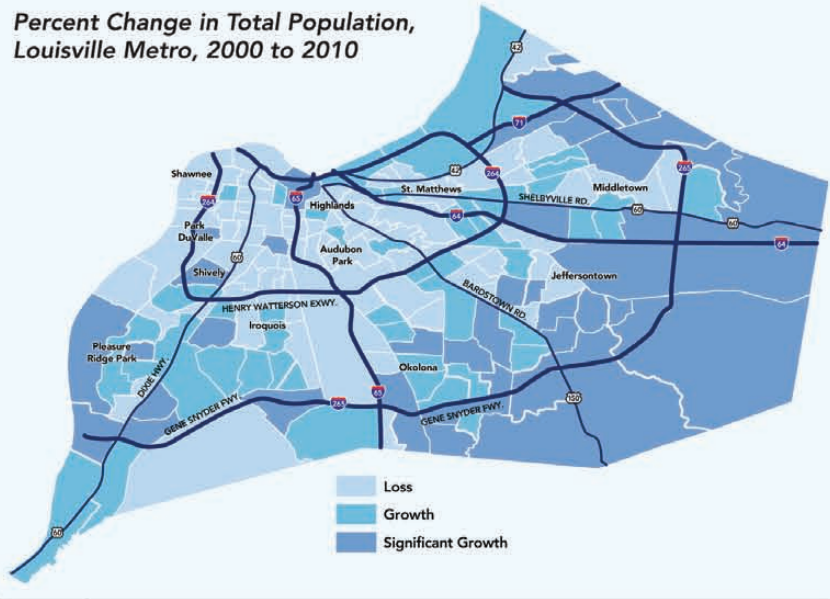 Percent Change in Total Population,
Louisville Metro, 2000 to 2010
42
71
Shawnee
264
65
42
264
265
St. Matthews
Middletown
Highlands
SHELBYVILLE RD.
60
60
64
64
Park
DuValle
60
Audubon
Park
Shively
Jeffersontown
HENRY WATTERSON EXWY.
BARDSTOWN RD.
Iroquois
Pleasure
Ridge Park
DIXIE HWY.
Okolona
65
GENE SNYDER FWY.
265
GENE SNYDER FWY.
150
60
Loss
Growth
Significant Growth